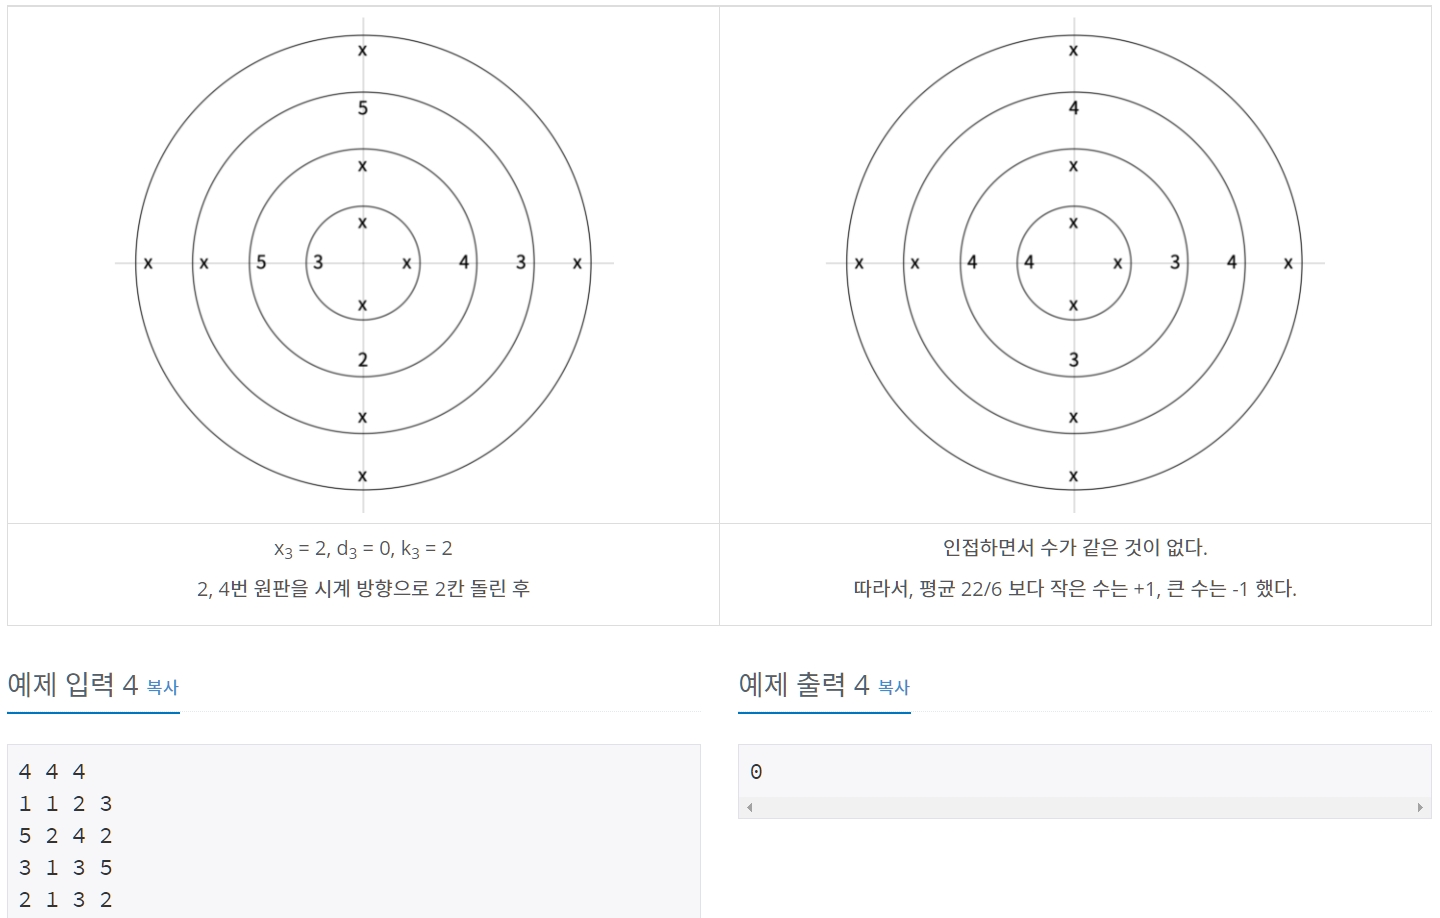 x
5
x
x
x x 5 3 x 4 3 x
x
2
x
x
x
4
x
x
x x 4 4 x 3 4 x
x
3
x
x
x3 = 2, d3 = 0, k3 = 2
2, 4번 원판을 시계 방향으로 2칸 돌린 후
인접하면서 수가 같은 것이 없다.
따라서, 평균 22/6 보다 작은 수는 +1, 큰 수는 -1 했다.
예제 입력 4 복사
4 4 4
1 1 2 3
5 2 4 2
3 1 3 5
2 1 3 2
예제 출력 4 복사
0